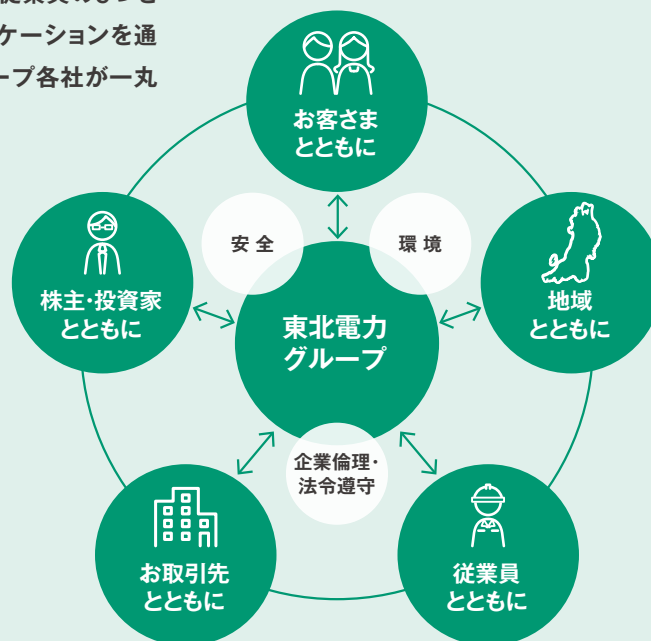 ケーションを通
ープ各社が一丸
お客さま
とともに
安全
環境
株主・投資家
とともに
地域
とともに
東北電力
グループ
企業倫理・
法令遵守
お取引先
とともに
従業員
とともに